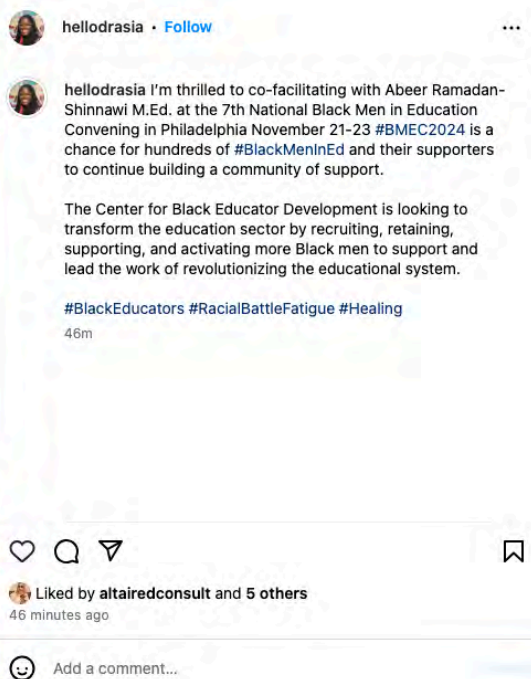 hellodrasia • Follow
hellodrasia I'm thrilled to co-facilitating with Abeer Ramadan-
Shinnawi M.Ed. at the 7th National Black Men in Education
Convening in Philadelphia November 21-23 #BMEC2024 is a
chance for hundreds of #BlackMenInEd and their supporters
to continue building a community of support.
The Center for Black Educator Development is looking to
transform the education sector by recruiting, retaining,
supporting, and activating more Black men to support and
lead the work of revolutionizing the educational system.
#BlackEducators #RacialBattleFatigue #Healing
46m
Liked by altairedconsult and 5 others
46 minutes ago
Add a comment...